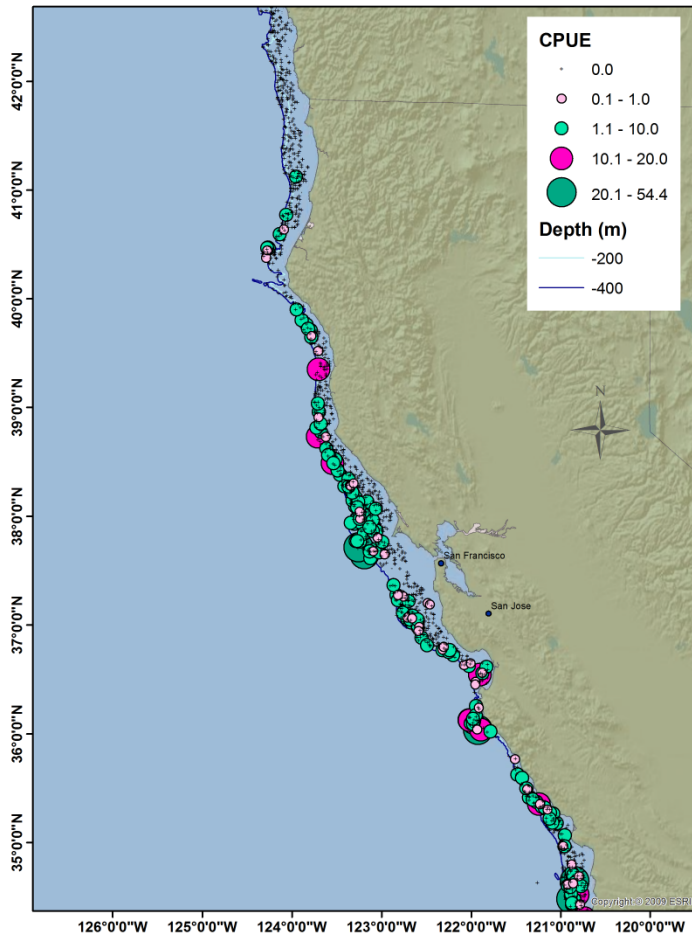 CPUE
0.0
0.1 - 1.0
1.1 - 10.0
10.1 - 20.0
20.1 - 54.4
Depth (m)
-200
-400
42°0'0"N
41°0'0"N
40°0'0"N
39°0'0"N
38°0'0"N
37°0'0"N
36°0'0"N
35°0'0"N
N
San Francisco
San Jose
Copyright:© 2009 ESRI
126°0'0"W 125°0'0"W 124°0'0"W 123°0'0"W 122°0'0"W 121°0'0"W 120°0'0"W